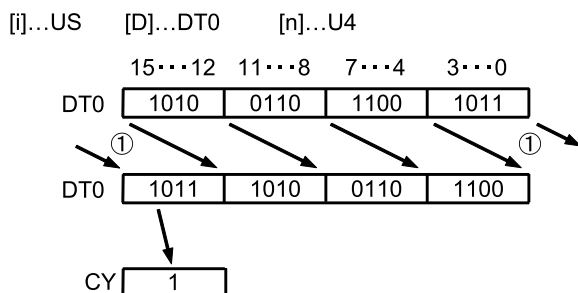 [i]…US [D]…DT0 [n]…U4
15···12 11···8 7···4 3···0
DT0 1010 0110 1100 1011
① ①
DT0 1011 1010 0110 1100
CY 1